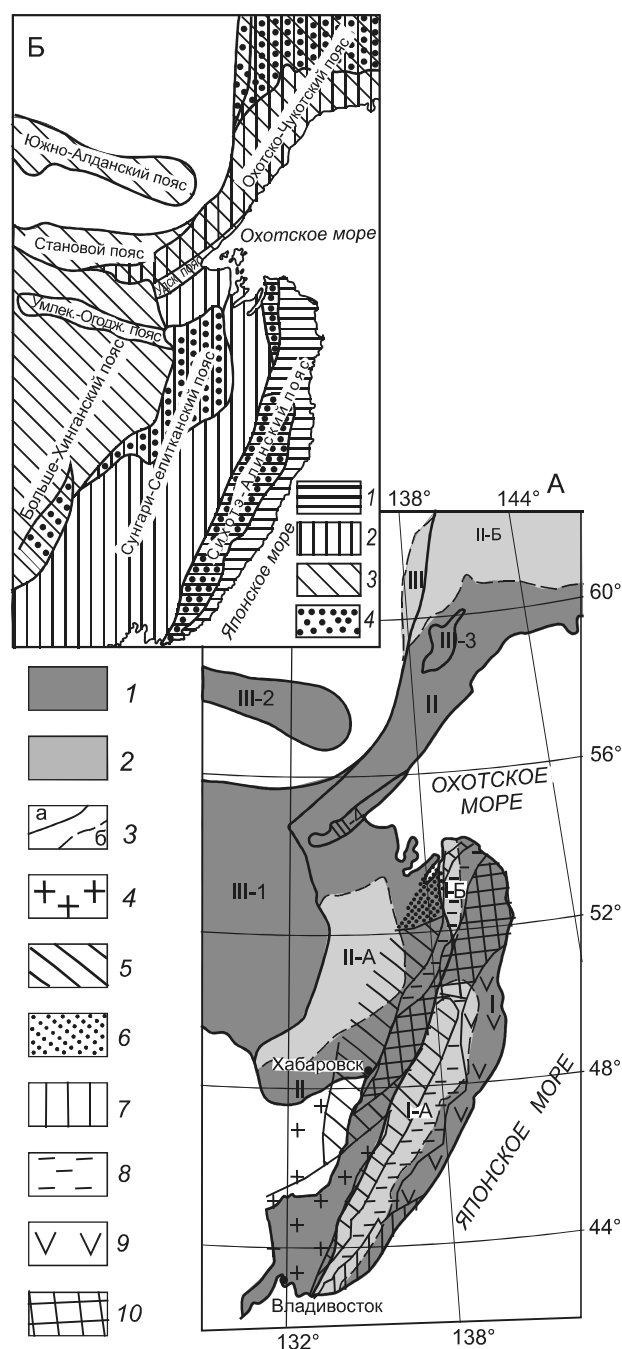 Б
Южно-Алданский пояс
Охотско-Чукотский пояс
Охотское море
Становой пояс
Удск. пояс
Умлек.-Огодж. пояс
Больше-Хинганский пояс
Сунгари-Селитканский пояс
Сихотэ-Алинский пояс
Японское море
1
2
3
4
А
138°
144°
II-Б
III
60°
III-3
II
III-2
56°
ОХОТСКОЕ
МОРЕ
I-Б
III-1
52°
II-А
I
Хабаровск
48°
II
I-А
ЯПОНСКОЕ МОРЕ
44°
Владивосток
132°
138°
1
2
а
б
3
4
5
6
7
8
9
10